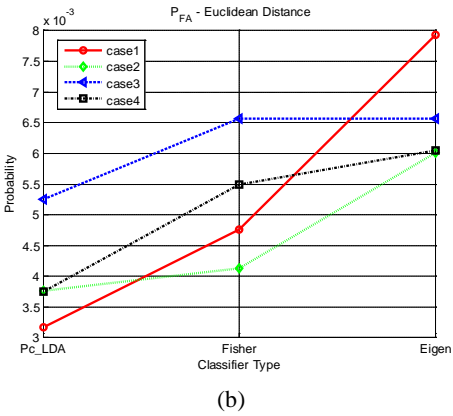 P_FA - Euclidean Distance
x 10^-3
8
7.5
7
6.5
6
5.5
5
4.5
4
3.5
3
Probability
case1
case2
case3
case4
Pc_LDA Fisher Eigen
Classifier Type
(b)